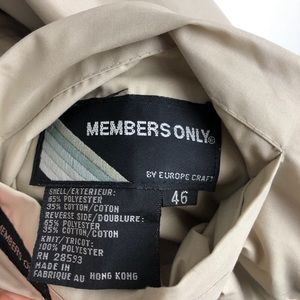 MEMBERS ONLY®
BY EUROPE CRAFT
46
SHELL/EXTERIEUR:
65% POLYESTER
35% COTTON/COTON
REVERSE SIDE/DOUBLURE:
65% POLYESTER
35% COTTON/COTON
KNIT/TRICOT:
100% POLYESTER
RN 28593
MADE IN
FABRIQUE AU HONG KONG
MEMBERS